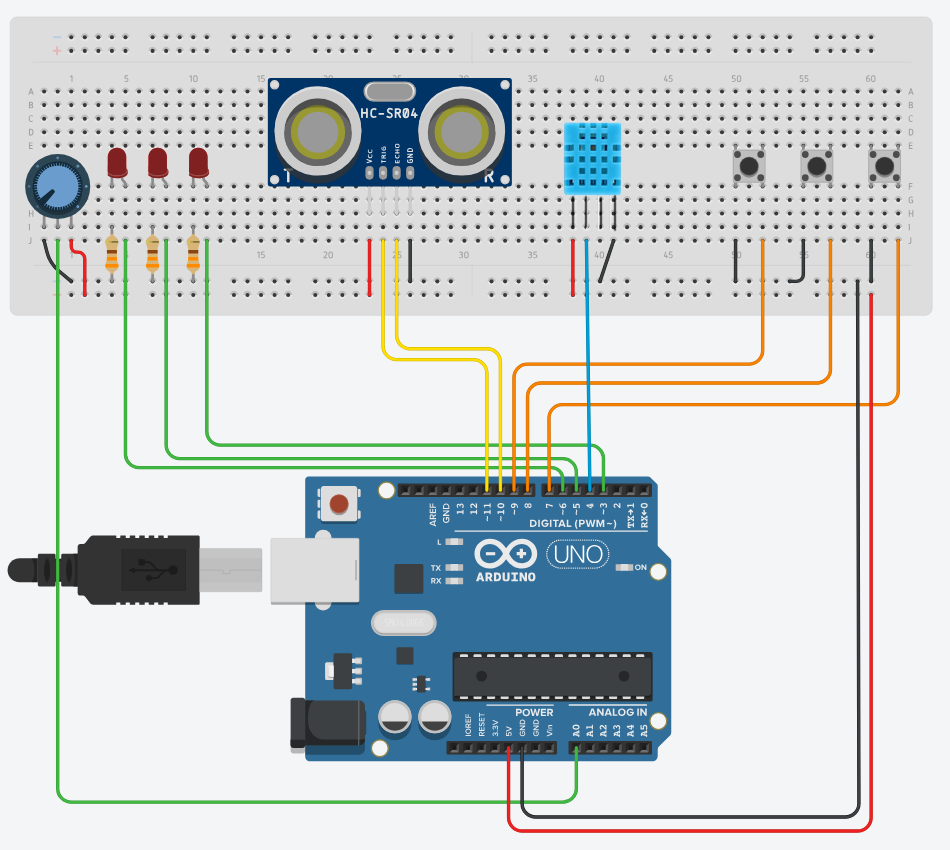 - -
+ +
1 5 10 15 20 25 30 35 40 45 50 55 60
A A
B B
C C
D D
E E
HC-SR04
Vcc TRIG ECHO GND
T R
F F
G G
H H
I I
J J
15 20 25 30 35 40 45 50 55 60
- -
+ +
AREF GND 13 12 ~11 ~10 ~9 8 7 ~6 ~5 4 ~3 2 TX→1 RX←0
DIGITAL (PWM~)
L
TX
RX
ARDUINO
UNO
ON
POWER ANALOG IN
IOREF RESET 3.3V 5V GND GND Vin A0 A1 A2 A3 A4 A5